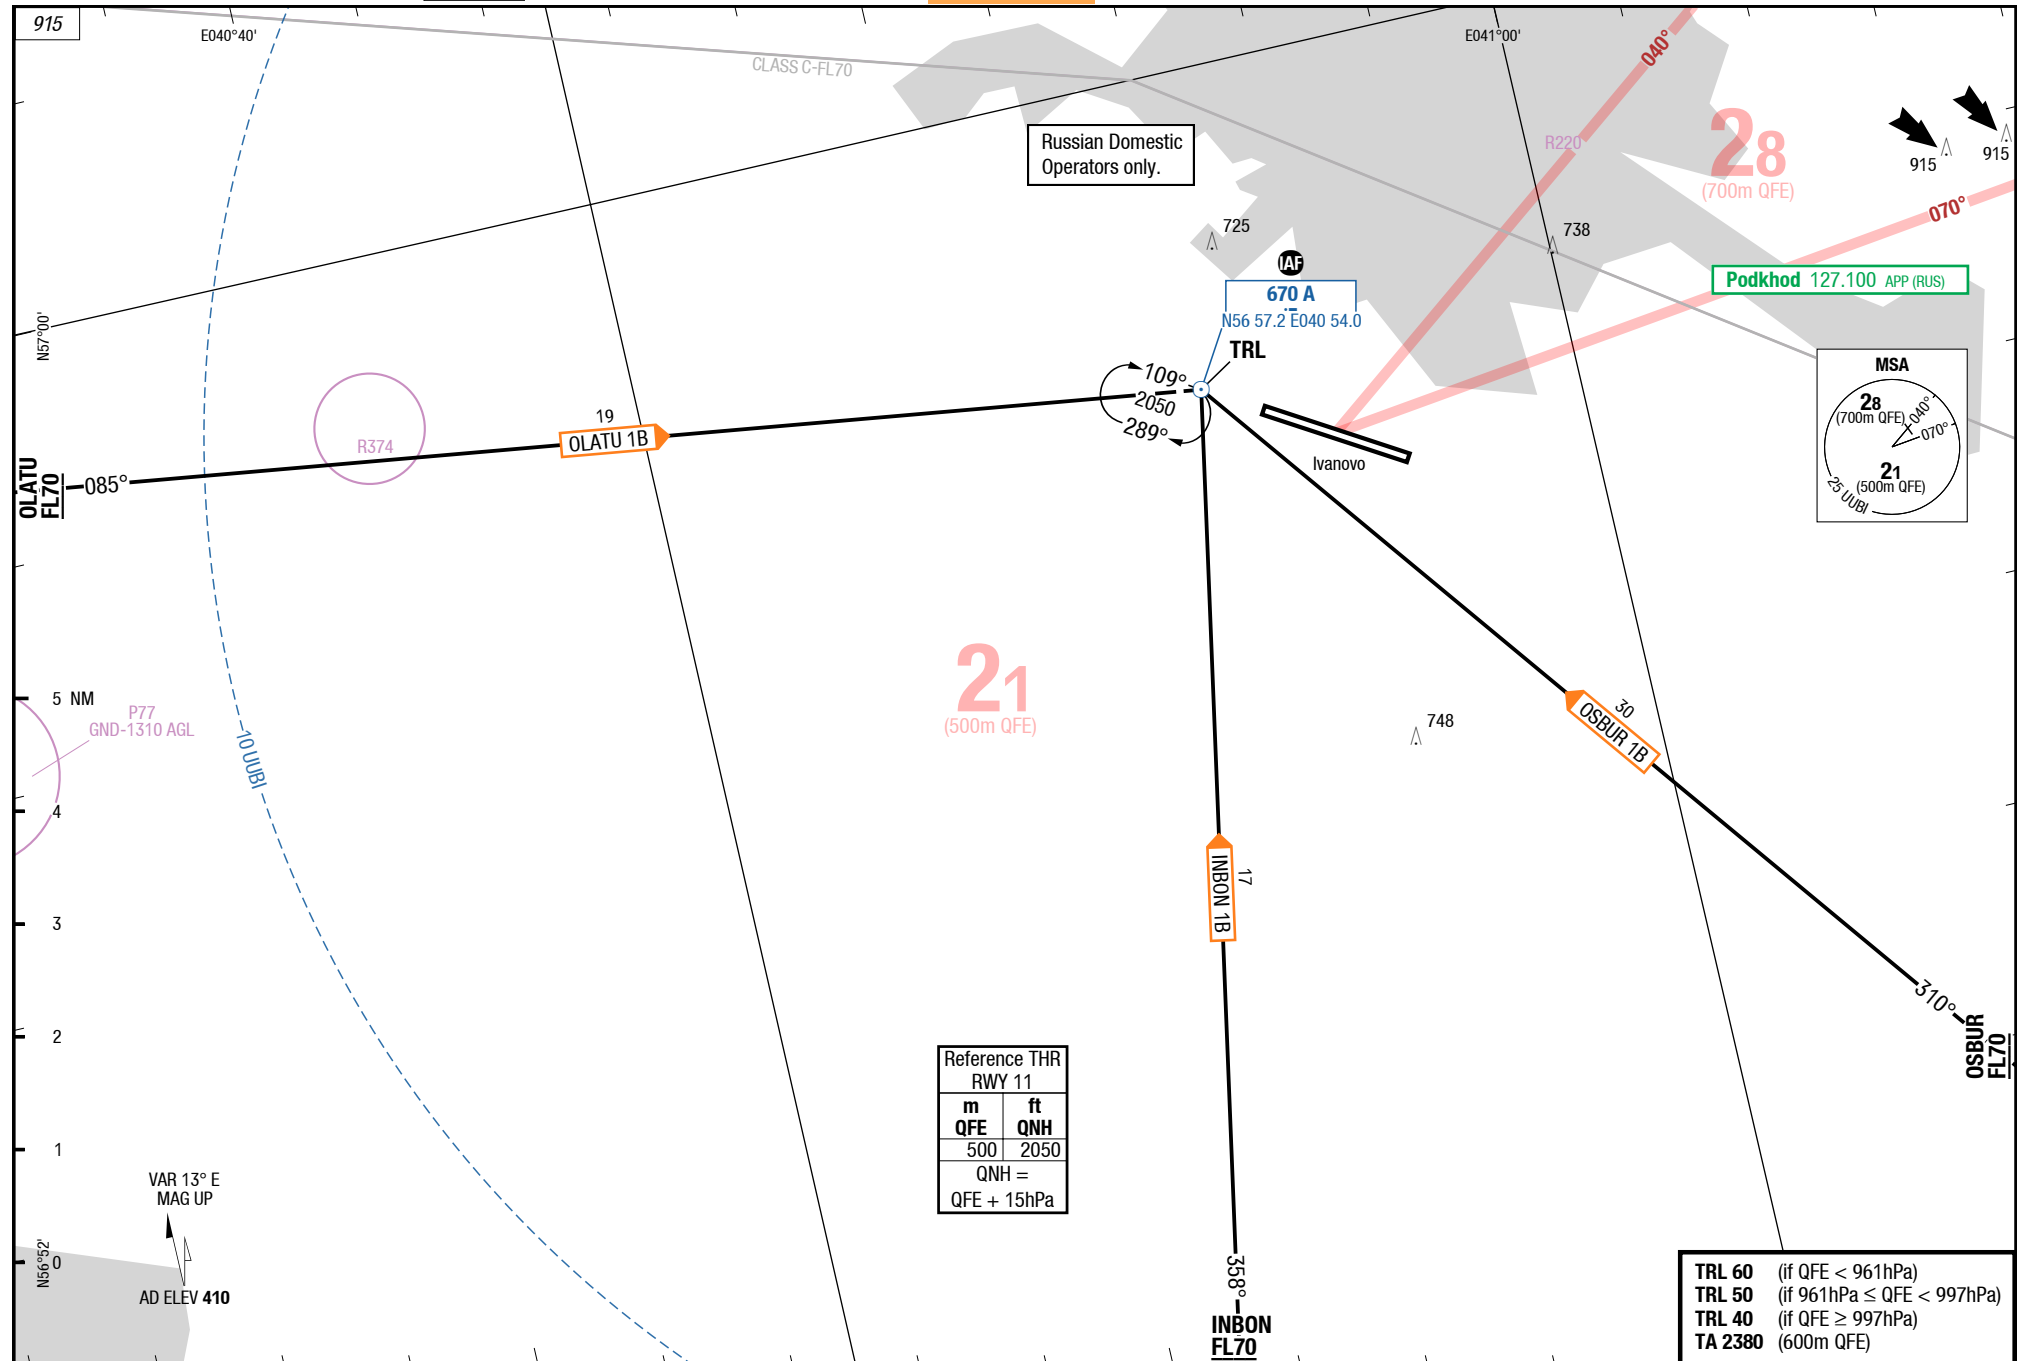 915
E040°40'
CLASS C-FL70
E041°00'
040°
Russian Domestic
Operators only.
R220
28
(700m QFE)
915
915
070°
725
738
IAF
670 A
N56 57.2 E040 54.0
Podkhod 127.100 APP (RUS)
N57°00'
TRL
109°
2050
289°
MSA
28
(700m QFE)
040°
070°
21
(500m QFE)
25 UUBI
R374
19
OLATU 1B
Ivanovo
OLATU
FL70
085°
21
(500m QFE)
5 NM
P77
GND-1310 AGL
10 UUBI
748
30
OSBUR 1B
4
17
INBON 1B
3
310°
OSBUR
FL70
2
Reference THR
RWY 11
m ft
QFE QNH
500 2050
QNH =
QFE + 15hPa
1
VAR 13° E
MAG UP
N56°52'
0
AD ELEV 410
358°
INBON
FL70
TRL 60 (if QFE < 961hPa)
TRL 50 (if 961hPa ≤ QFE < 997hPa)
TRL 40 (if QFE ≥ 997hPa)
TA 2380 (600m QFE)